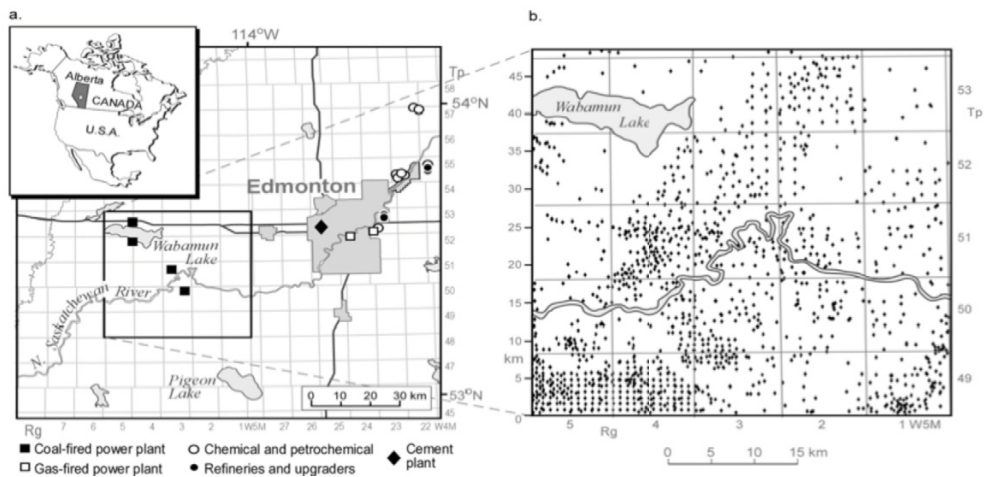 a.
114°W
Alberta
CANADA
U.S.A.
Tp
58
57
54°N
56
55
54
53
52
51
50
49
48
47
46
53°N
45
Edmonton
Wabamun
Lake
N. Saskatchewan River
Pigeon
Lake
0 10 20 30 km
Rg
7 6 5 4 3 2 1W5M 27 26 25 24 23 22 W4M
Coal-fired power plant
Gas-fired power plant
Chemical and petrochemical
Refineries and upgraders
Cement
plant
b.
45
40
35
30
25
20
15
10
km
5
0
Wabamun
Lake
53
Tp
52
51
50
49
5 Rg 4 3 2 1 W5M
0 5 10 15 km